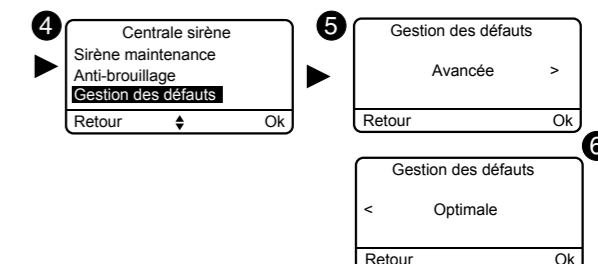 4
Centrale sirène
Sirène maintenance
Anti-brouillage
Gestion des défauts
Retour Ok
5
Gestion des défauts
Avancée >
Retour Ok
6
Gestion des défauts
< Optimale
Retour Ok